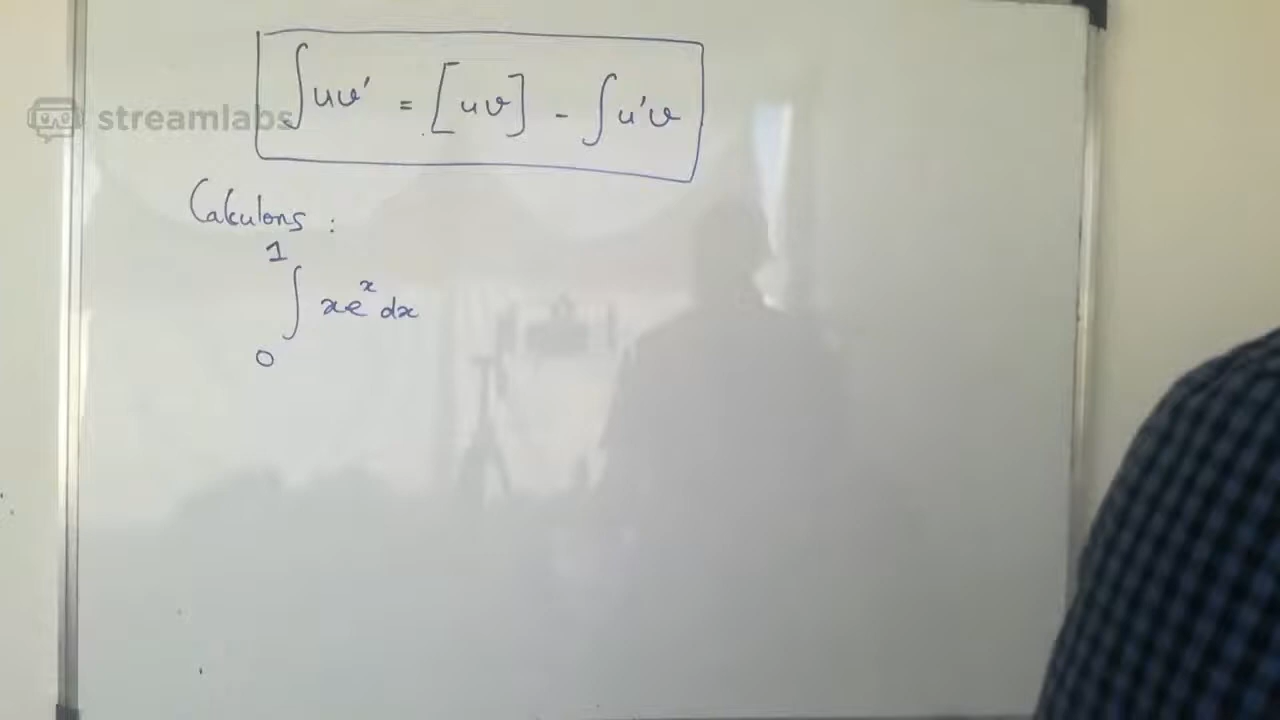 ∫uv' = [uv] - ∫u'v
streamlabs
Calculons :
1
∫ xe^x dx
0